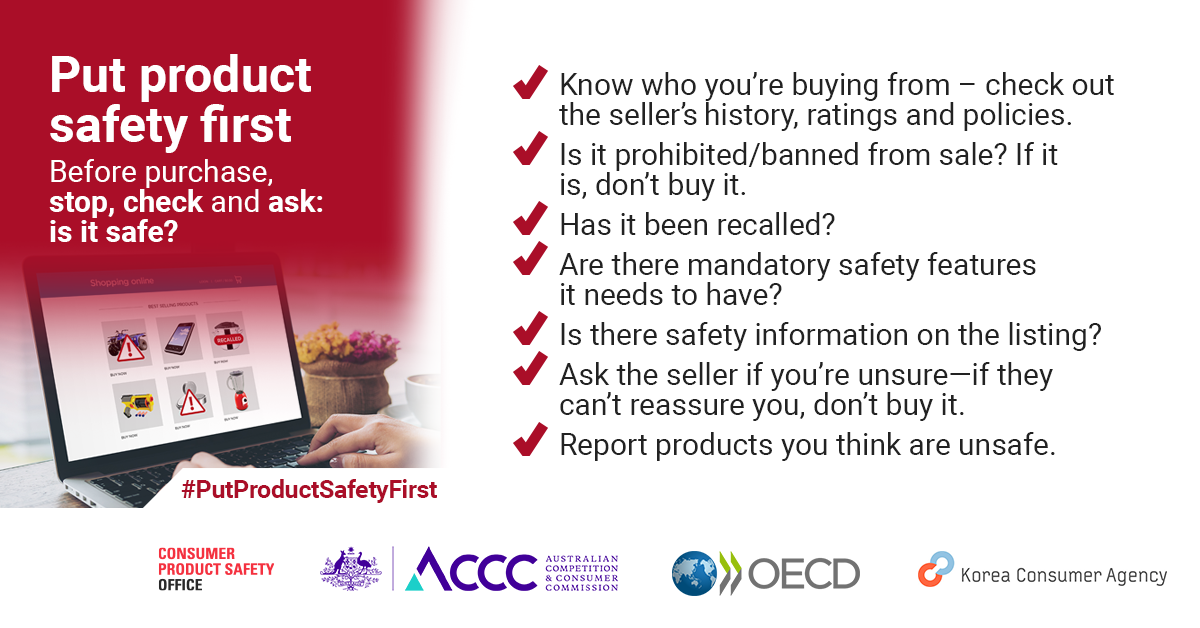 Put product
safety first
Before purchase,
stop, check and ask:
is it safe?
Shopping online
BEST SELLING PRODUCTS
RECALLED
BUY NOW
BUY NOW
BUY NOW
BUY NOW
BUY NOW
BUY NOW
#PutProductSafetyFirst
Know who you’re buying from – check out
the seller’s history, ratings and policies.
Is it prohibited/banned from sale? If it
is, don’t buy it.
Has it been recalled?
Are there mandatory safety features
it needs to have?
Is there safety information on the listing?
Ask the seller if you’re unsure—if they
can’t reassure you, don’t buy it.
Report products you think are unsafe.
CONSUMER
PRODUCT SAFETY
OFFICE
ACCC
AUSTRALIAN
COMPETITION
& CONSUMER
COMMISSION
OECD
Korea Consumer Agency